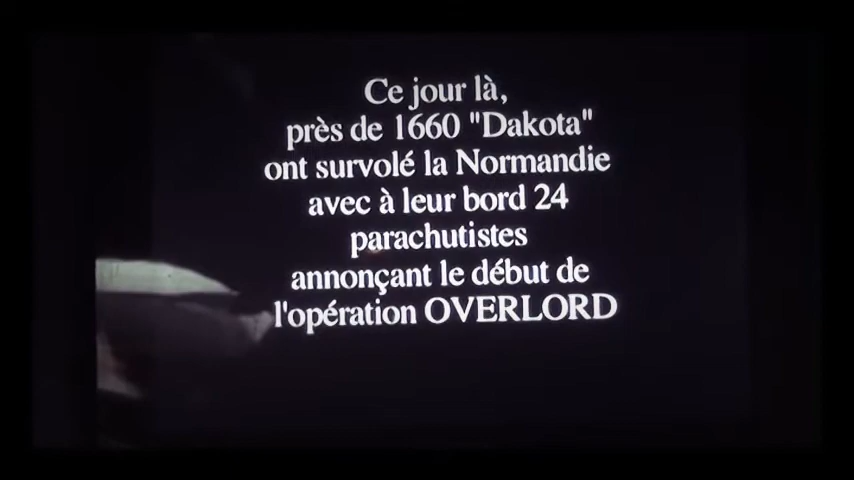 Ce jour là,
près de 1660 "Dakota"
ont survolé la Normandie
avec à leur bord 24
parachutistes
annonçant le début de
l'opération OVERLORD